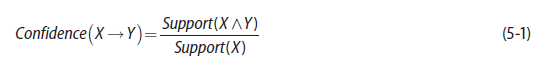 Confidence(X→Y)= Support(X∧Y) / Support(X) (5-1)